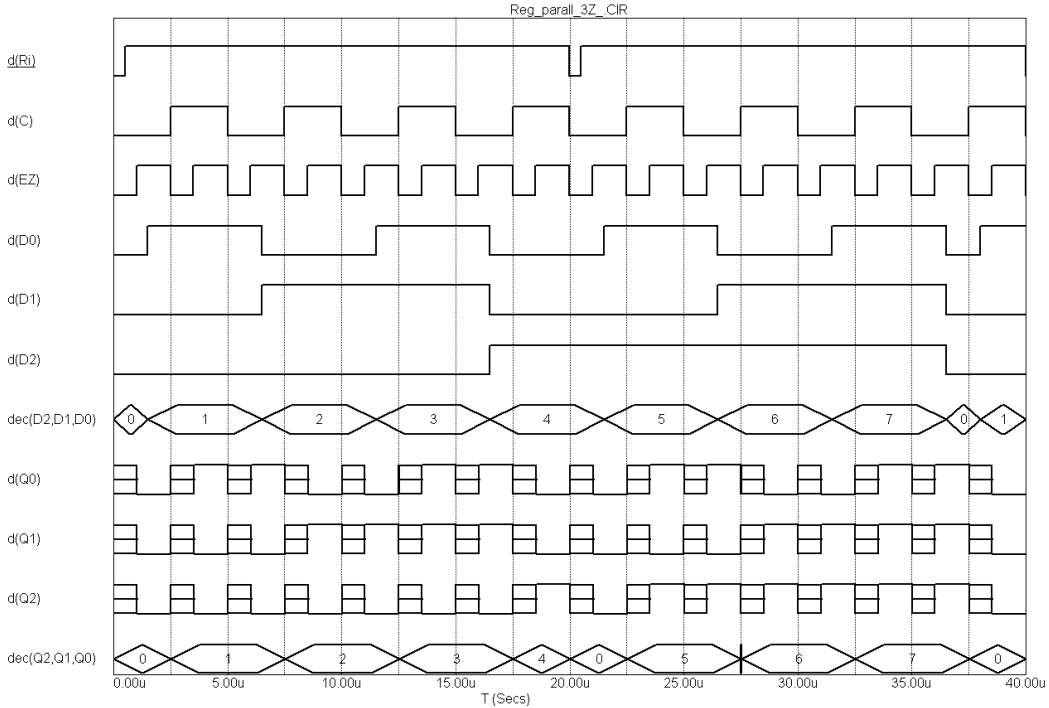 Reg_parall_3Z_.CIR
d(Ri)
d(C)
d(EZ)
d(D0)
d(D1)
d(D2)
dec(D2,D1,D0) 0 1 2 3 4 5 6 7 0 1
d(Q0)
d(Q1)
d(Q2)
dec(Q2,Q1,Q0) 0 1 2 3 4 0 5 6 7 0
0.00u 5.00u 10.00u 15.00u 20.00u 25.00u 30.00u 35.00u 40.00u
T (Secs)